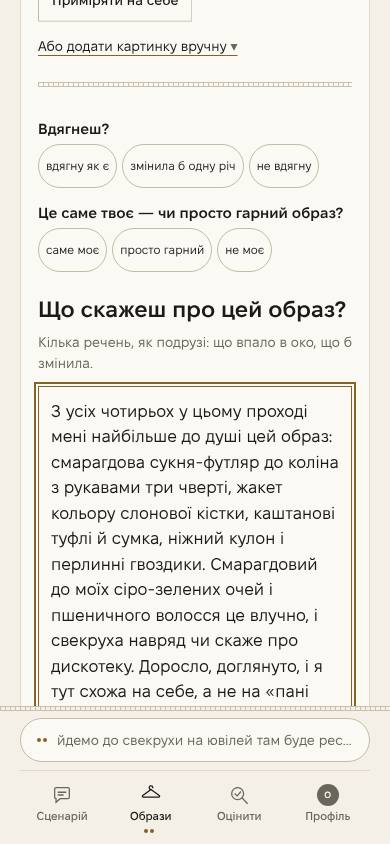 Приміряти на себе
Або додати картинку вручну ▾
Вдягнеш?
вдягну як є
змінила б одну річ
не вдягну
Це саме твоє — чи просто гарний образ?
саме моє
просто гарний
не моє
Що скажеш про цей образ?
Кілька речень, як подрузі: що впало в око, що б
змінила.
З усіх чотирьох у цьому проході
мені найбільше до душі цей образ:
смарагдова сукня-футляр до коліна
з рукавами три чверті, жакет
кольору слонової кістки, каштанові
туфлі й сумка, ніжний кулон і
перлинні гвоздики. Смарагдовий
до моїх сіро-зелених очей і
пшеничного волосся це влучно, і
свекруха навряд чи скаже про
дискотеку. Доросло, доглянуто, і я
тут схожа на себе, а не на «пані
йдемо до свекрухи на ювілей там буде рес...
Сценарій
Образи
Оцінити
О
Профіль